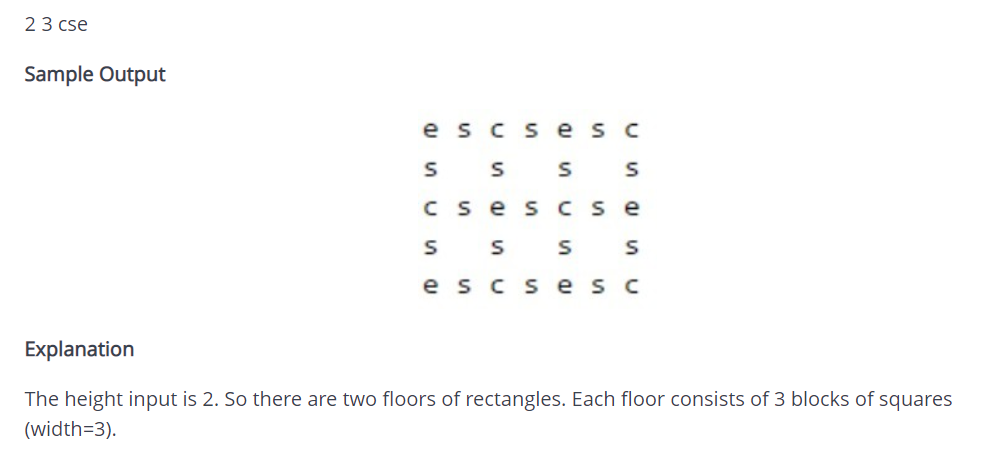 2 3 cse
Sample Output
e s c s e s c
s s s s
c s e s c s e
s s s s
e s c s e s c
Explanation
The height input is 2. So there are two floors of rectangles. Each floor consists of 3 blocks of squares
(width=3).